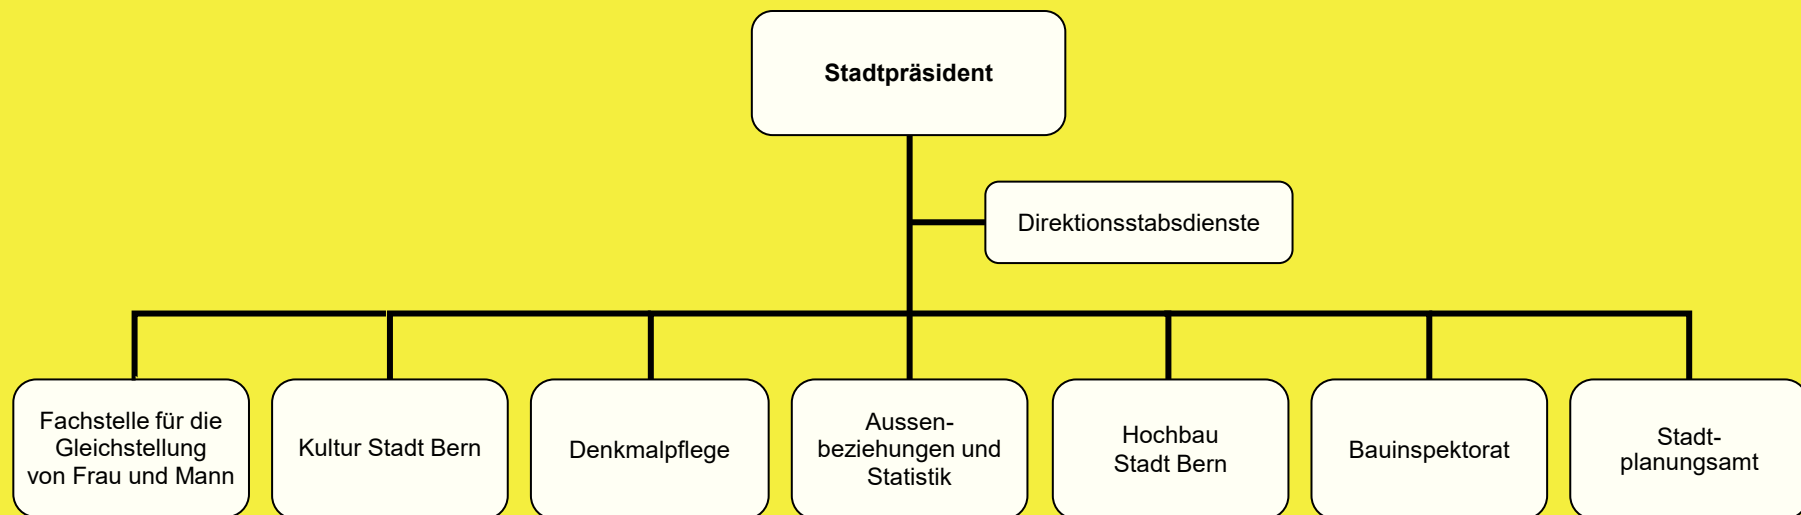 Stadtpräsident
Direktionsstabsdienste
Fachstelle für die
Gleichstellung
von Frau und Mann
Kultur Stadt Bern
Denkmalpflege
Aussen-
beziehungen und
Statistik
Hochbau
Stadt Bern
Bauinspektorat
Stadt-
planungsamt